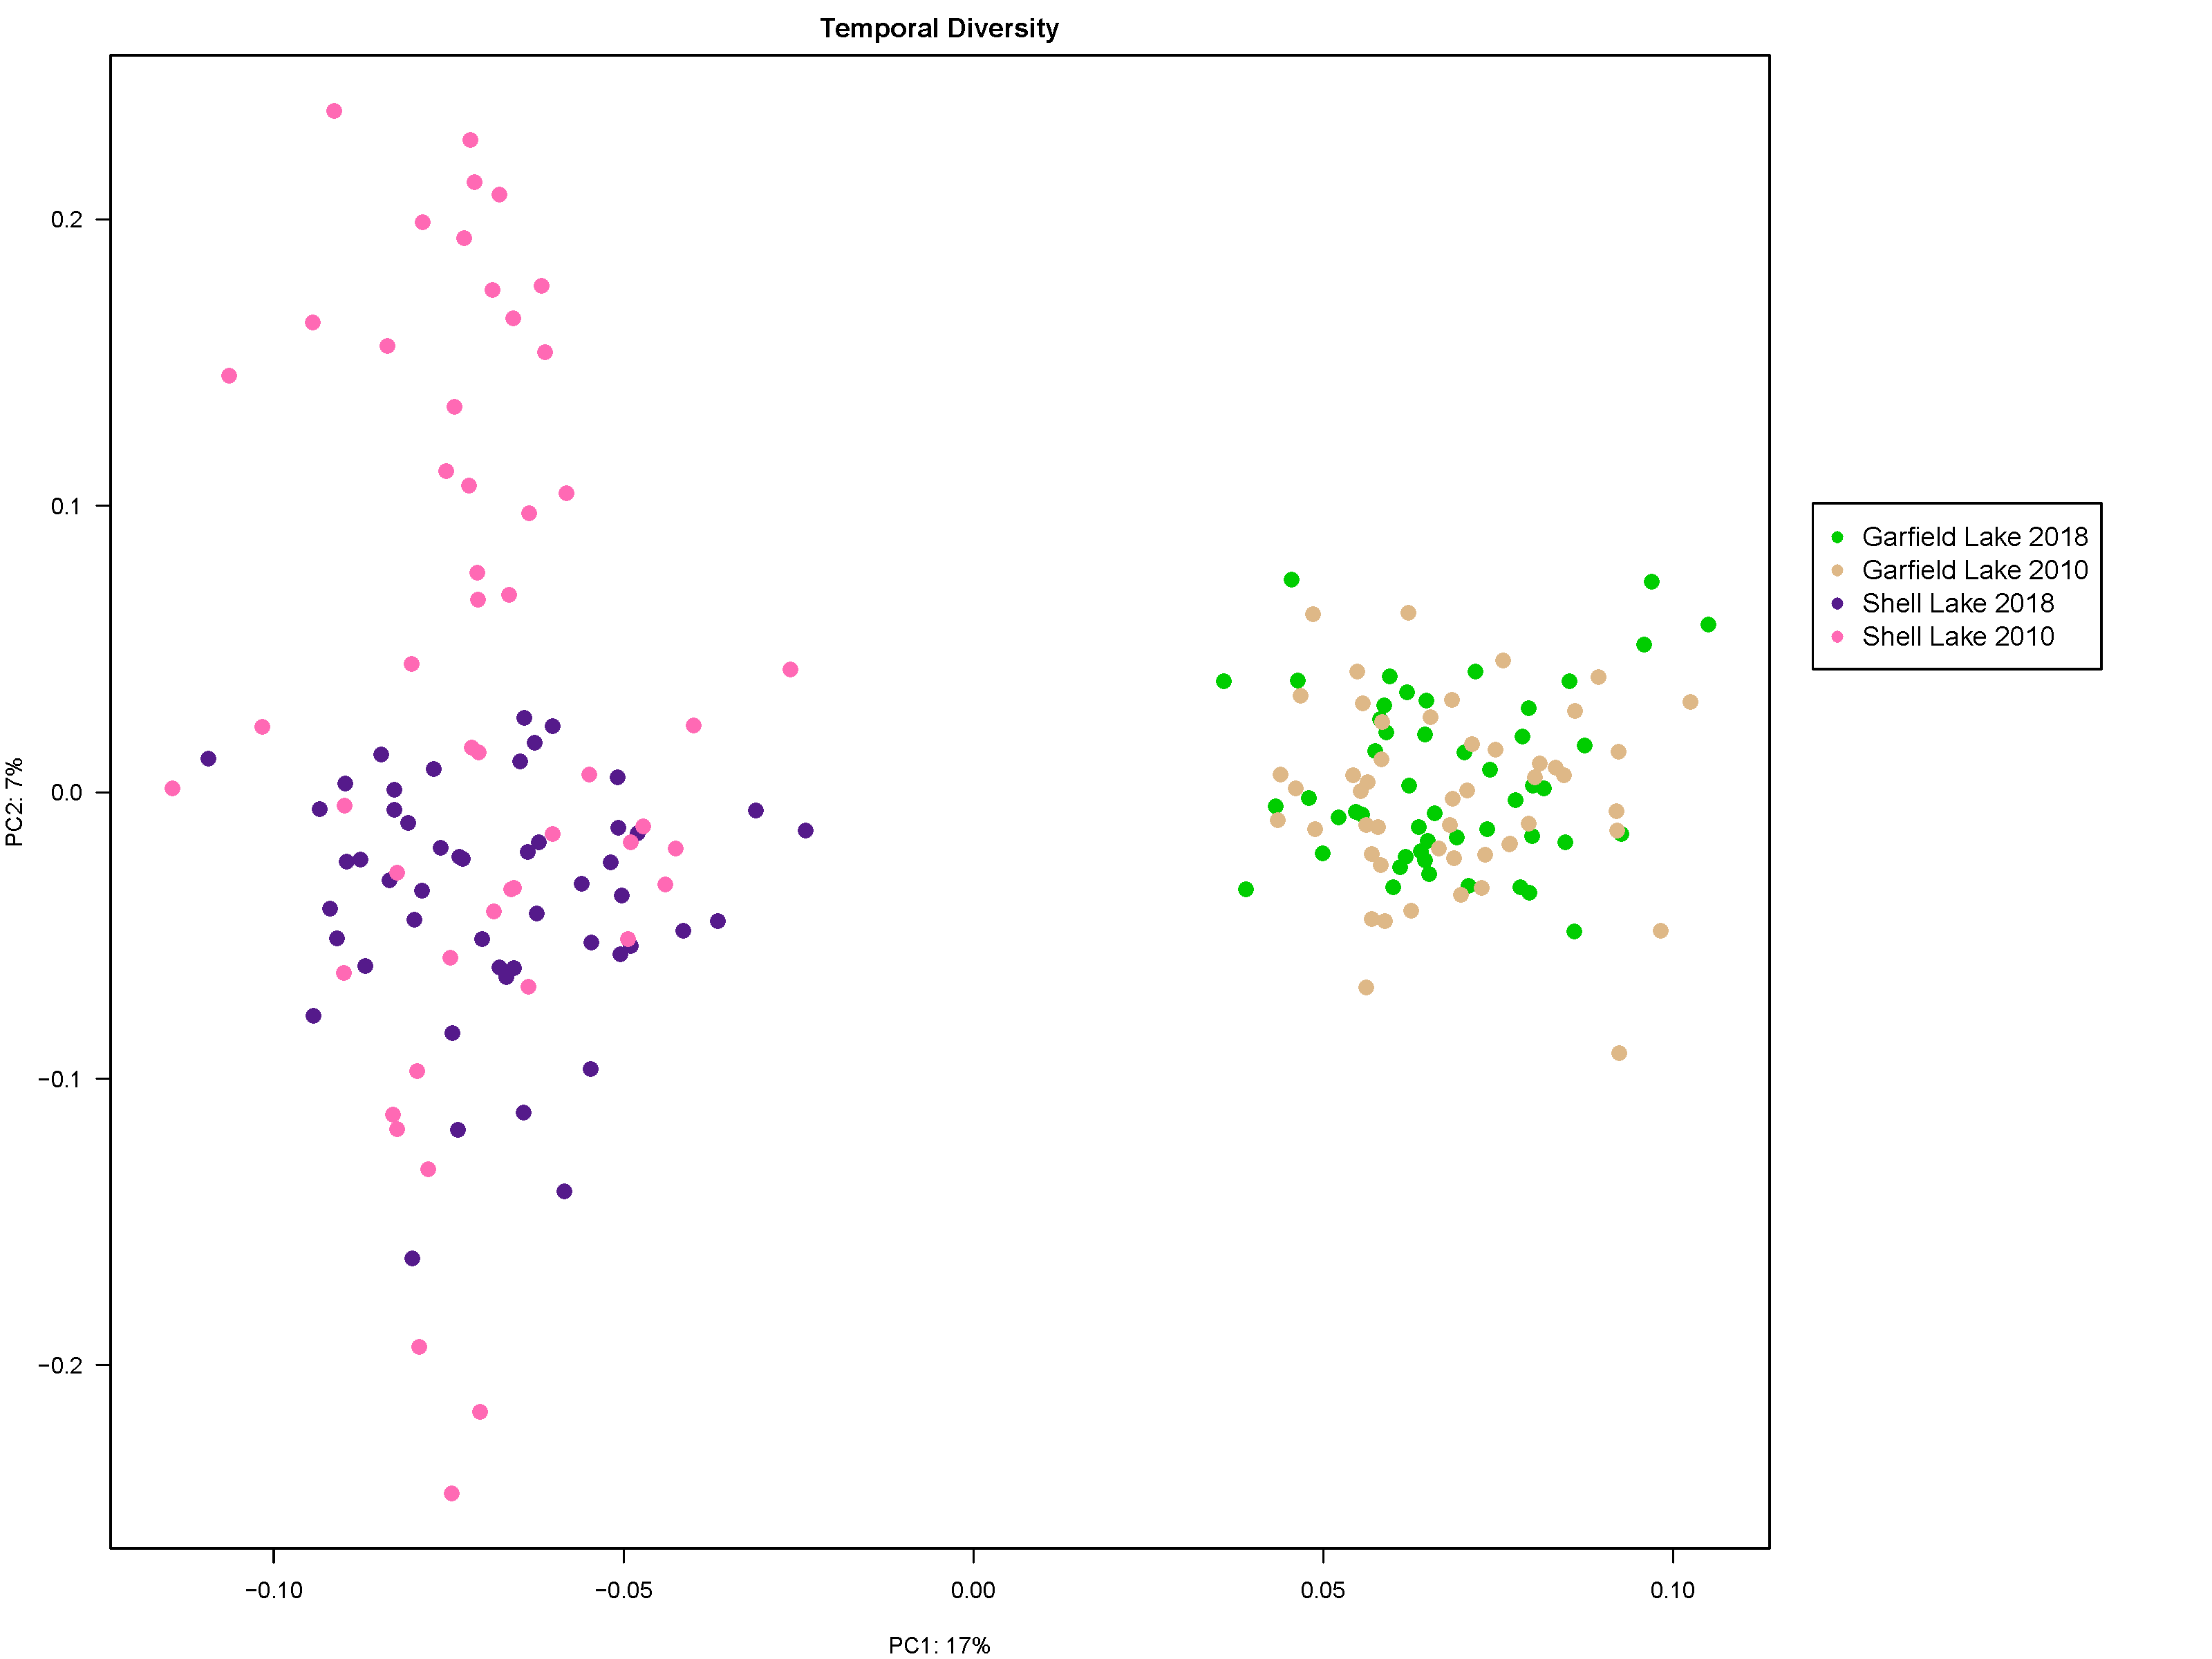 Temporal Diversity
0.2
0.1
0.0
−0.1
−0.2
PC2: 7%
−0.10
−0.05
0.00
0.05
0.10
PC1: 17%
Garfield Lake 2018
Garfield Lake 2010
Shell Lake 2018
Shell Lake 2010